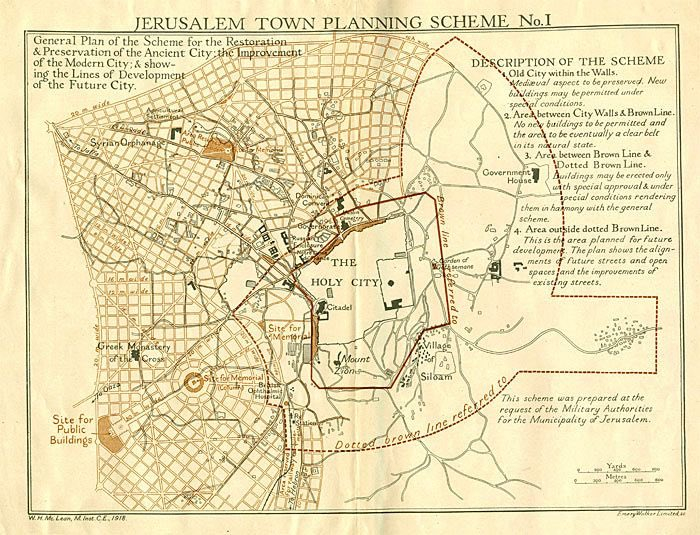 JERUSALEM TOWN PLANNING SCHEME No.1
General Plan of the Scheme for the Restoration
& Preservation of the Ancient City: the Improvement
of the Modern City; & show-
ing the Lines of Development
of the Future City.
DESCRIPTION OF THE SCHEME
Old City within the Walls.
Mediæval aspect to be preserved. New
buildings may be permitted under
special conditions.
2. Area between City Walls & Brown Line.
No new buildings to be permitted and
the area to be eventually a clear belt
in its natural state.
3. Area between Brown Line &
Dotted Brown Line.
Buildings may be erected only
with special approval & under
special conditions rendering
them in harmony with the general
scheme.
4. Area outside dotted Brown Line.
This is the area planned for future
development. The plan shows the align-
ments of future streets and open
spaces and the improvements of
existing streets.
Agricultural
Settlement
Syrian Orphanage
Government
House
Dominican
Convent
THE
HOLY CITY
Citadel
Garden of
Gethsemane
Brown line
referred to
Site for
Memorial
Mount
Zion
Village
of
Siloam
Greek Monastery
of the Cross
Site for Memorial
British
Ophthalmic
Hospital
Station
To Gaza
Site for
Public
Buildings
Dotted brown line referred to
This scheme was prepared at the
request of the Military Authorities
for the Municipality of Jerusalem.
Yards
Metres
W. H. Mc Lean, M. Inst. C.E., 1918.
Emery Walker Limited, sc.